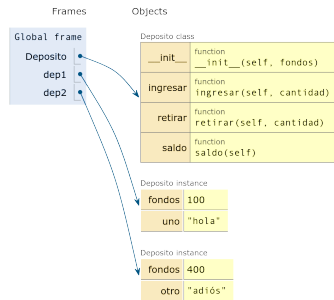 Frames Objects
Global frame
Deposito
dep1
dep2
Deposito class
__init__ function
__init__(self, fondos)
ingresar function
ingresar(self, cantidad)
retirar function
retirar(self, cantidad)
saldo function
saldo(self)
Deposito instance
fondos 100
uno "hola"
Deposito instance
fondos 400
otro "adiós"